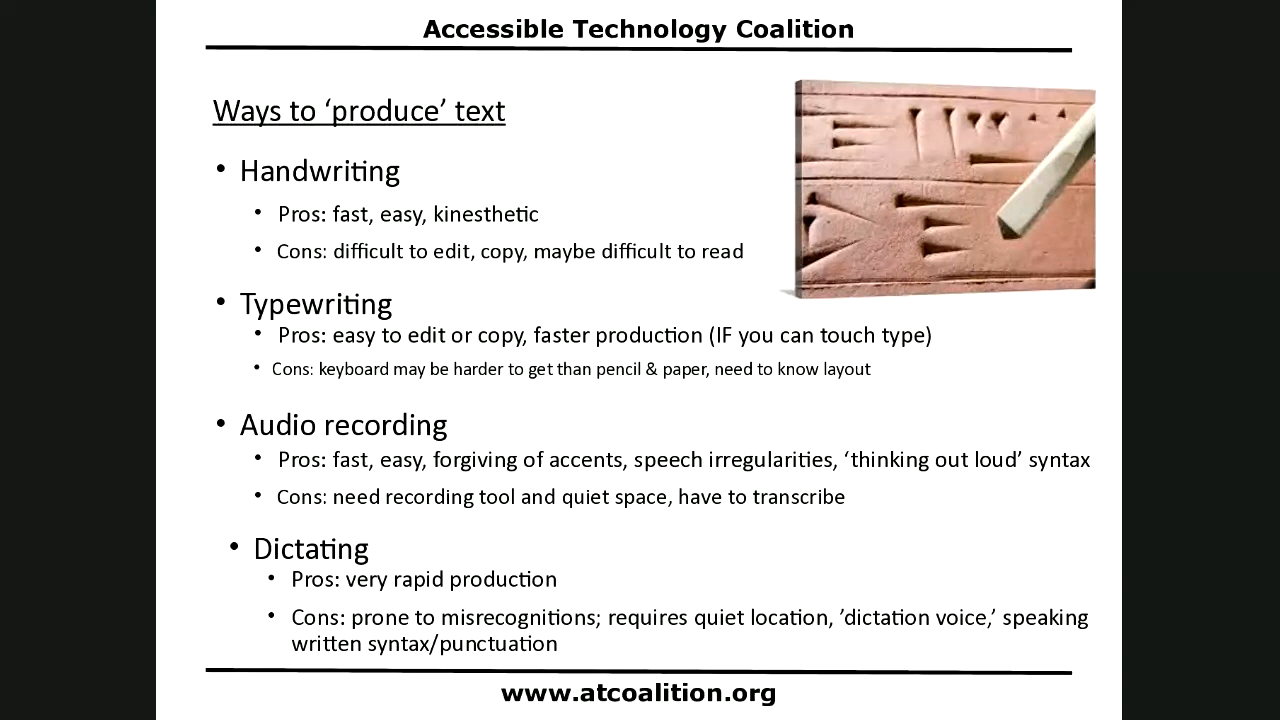 Accessible Technology Coalition
Ways to ‘produce’ text
• Handwriting
• Pros: fast, easy, kinesthetic
• Cons: difficult to edit, copy, maybe difficult to read
• Typewriting
• Pros: easy to edit or copy, faster production (IF you can touch type)
• Cons: keyboard may be harder to get than pencil & paper, need to know layout
• Audio recording
• Pros: fast, easy, forgiving of accents, speech irregularities, ‘thinking out loud’ syntax
• Cons: need recording tool and quiet space, have to transcribe
• Dictating
• Pros: very rapid production
• Cons: prone to misrecognitions; requires quiet location, ’dictation voice,’ speaking
written syntax/punctuation
www.atcoalition.org